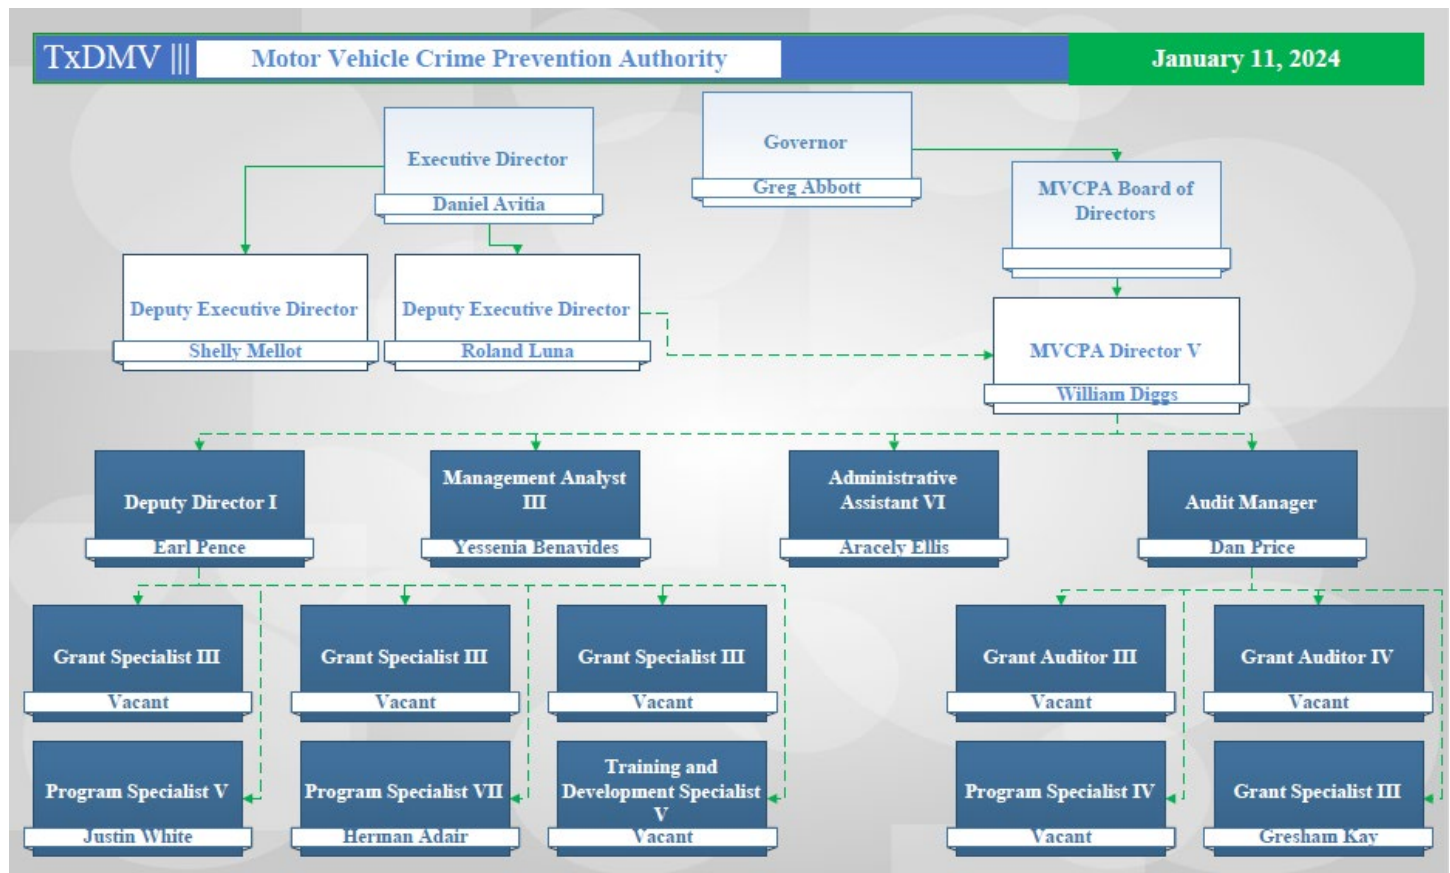 TxDMV ||| Motor Vehicle Crime Prevention Authority January 11, 2024
Executive Director
Daniel Avitia
Governor
Greg Abbott
MVCPA Board of
Directors
Deputy Executive Director
Shelly Mellot
Deputy Executive Director
Roland Luna
MVCPA Director V
William Diggs
Deputy Director I
Earl Pence
Management Analyst
III
Yessenia Benavides
Administrative
Assistant VI
Aracely Ellis
Audit Manager
Dan Price
Grant Specialist III
Vacant
Grant Specialist III
Vacant
Grant Specialist III
Vacant
Grant Auditor III
Vacant
Grant Auditor IV
Vacant
Program Specialist V
Justin White
Program Specialist VII
Herman Adair
Training and
Development Specialist
V
Vacant
Program Specialist IV
Vacant
Grant Specialist III
Gresham Kay